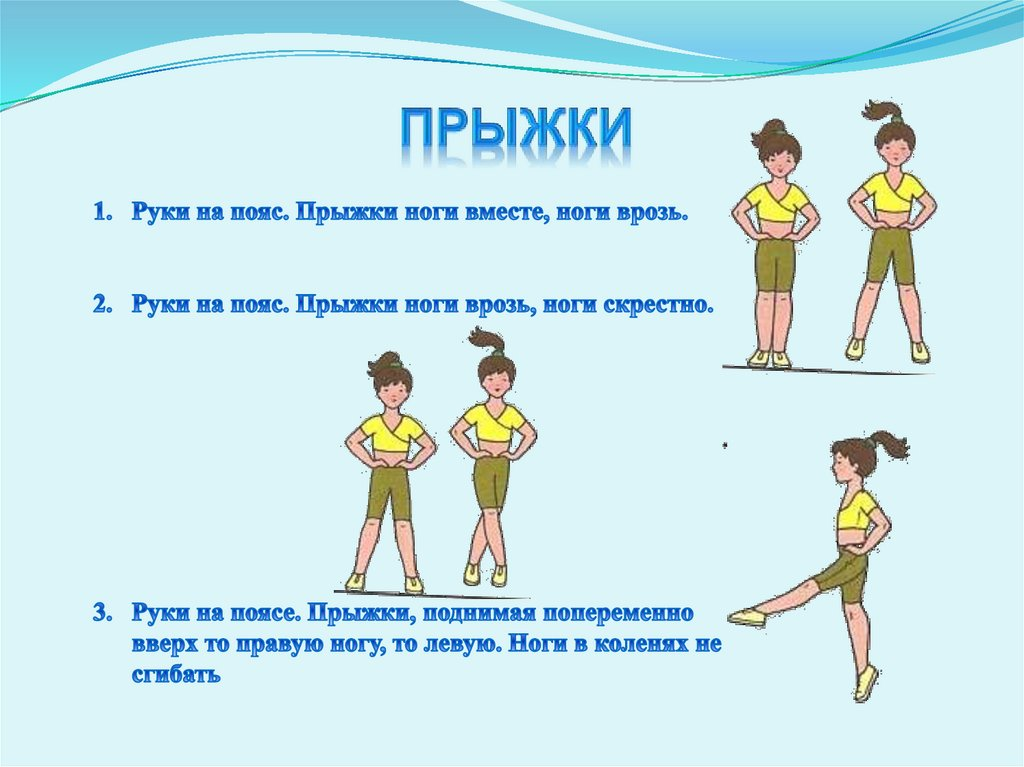 ПРЫЖКИ
1. Руки на пояс. Прыжки ноги вместе, ноги врозь.
2. Руки на пояс. Прыжки ноги врозь, ноги скрестно.
3. Руки на поясе. Прыжки, поднимая попеременно
вверх то правую ногу, то левую. Ноги в коленях не
сгибать